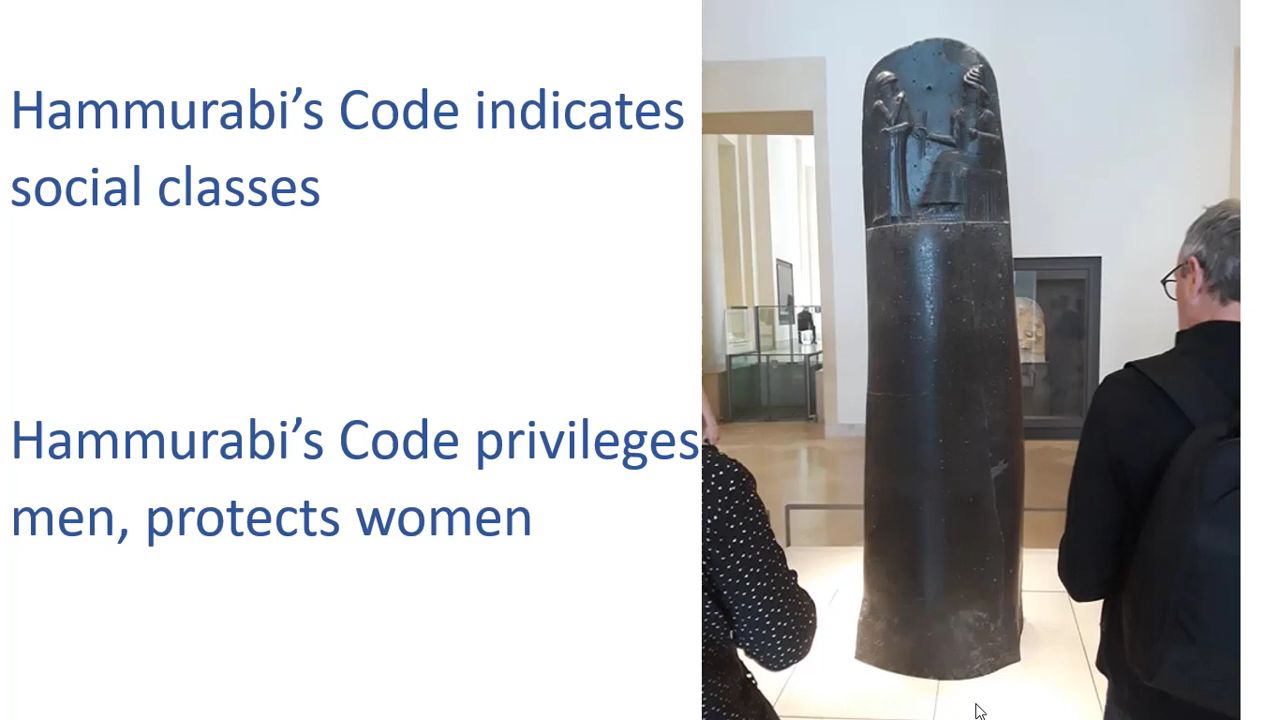 Hammurabi’s Code indicates
social classes
Hammurabi’s Code privileges
men, protects women